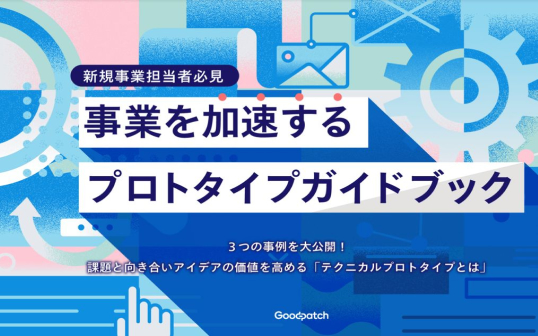 新規事業担当者必見
事業を加速する
プロトタイプガイドブック
3つの事例を大公開！
課題と向き合いアイデアの価値を高める「テクニカルプロトタイプとは」
Goodpatch